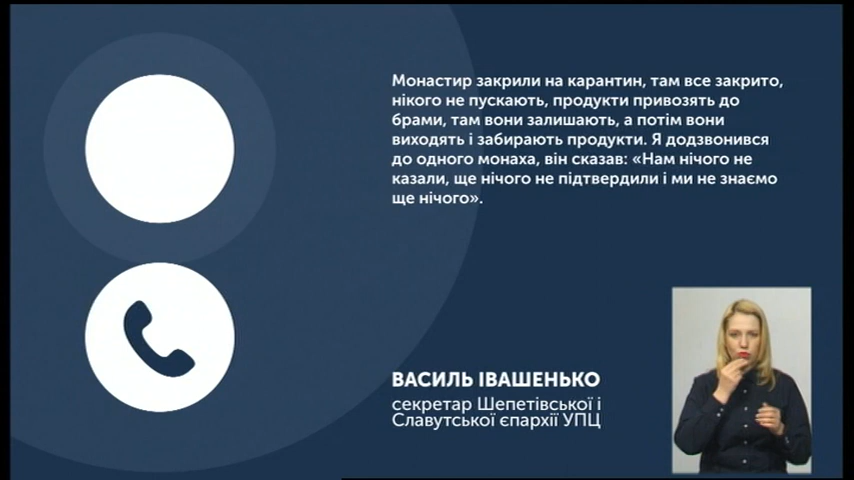 Монастир закрили на карантин, там все закрито,
нікого не пускають, продукти привозять до
брами, там вони залишають, а потім вони
виходять і забирають продукти. Я додзвонився
до одного монаха, він сказав: «Нам нічого не
казали, ще нічого не підтвердили і ми не знаємо
ще нічого».
ВАСИЛЬ ІВАШЕНЬКО
секретар Шепетівської і
Славутської єпархії УПЦ